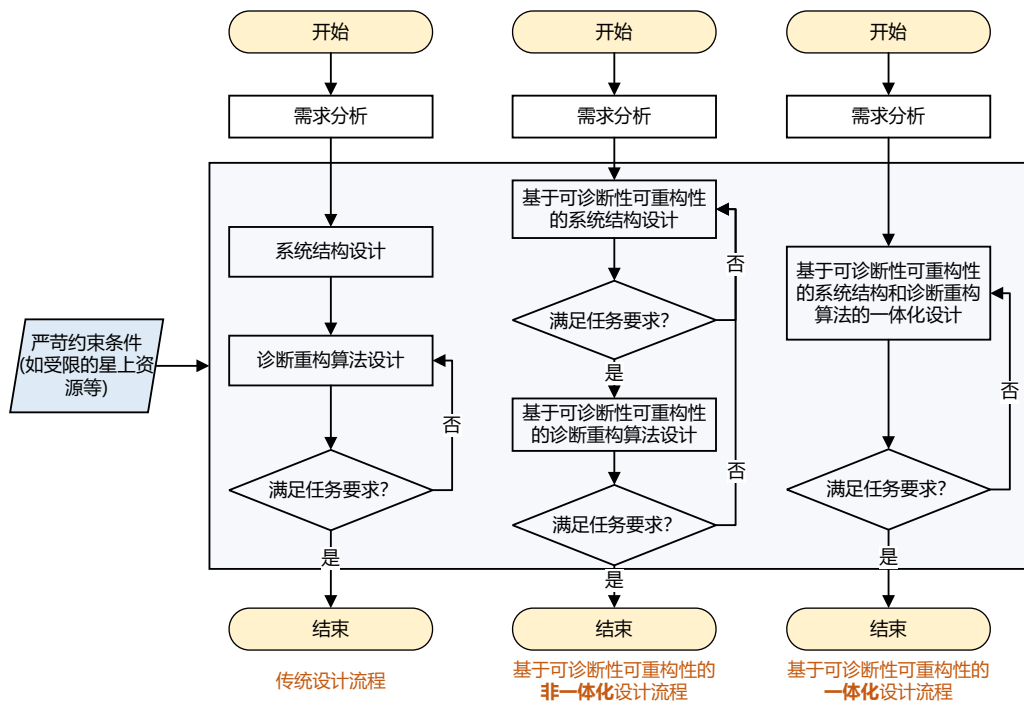 开始
需求分析
系统结构设计
诊断重构算法设计
否
满足任务要求?
是
结束
传统设计流程
严苛约束条件
(如受限的星上资
源等)
开始
需求分析
基于可诊断性可重构性
的系统结构设计
否
满足任务要求?
是
基于可诊断性可重构性
的诊断重构算法设计
否
满足任务要求?
是
结束
基于可诊断性可重构性的
非一体化设计流程
开始
需求分析
基于可诊断性可重构性
的系统结构和诊断重构
算法的一体化设计
否
满足任务要求?
是
结束
基于可诊断性可重构性的
一体化设计流程